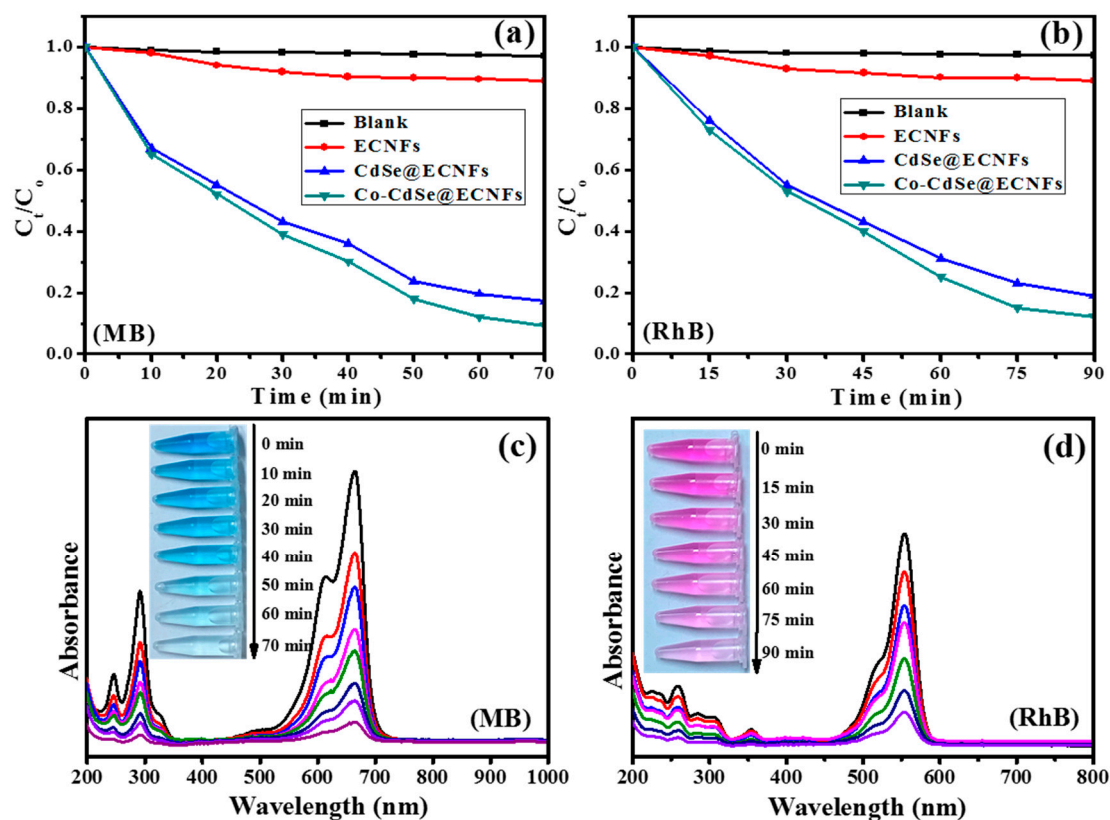 (a)
1.0
0.8
0.6
0.4
0.2
0.0
C_t/C_o
Blank
ECNFs
CdSe@ECNFs
Co-CdSe@ECNFs
(MB)
0 10 20 30 40 50 60 70
Time (min)
(b)
1.0
0.8
0.6
0.4
0.2
0.0
C_t/C_o
Blank
ECNFs
CdSe@ECNFs
Co-CdSe@ECNFs
(RhB)
0 15 30 45 60 75 90
Time (min)
(c)
0 min
10 min
20 min
30 min
40 min
50 min
60 min
70 min
Absorbance
(MB)
200 300 400 500 600 700 800 900 1000
Wavelength (nm)
(d)
0 min
15 min
30 min
45 min
60 min
75 min
90 min
Absorbance
(RhB)
200 300 400 500 600 700 800
Wavelength (nm)